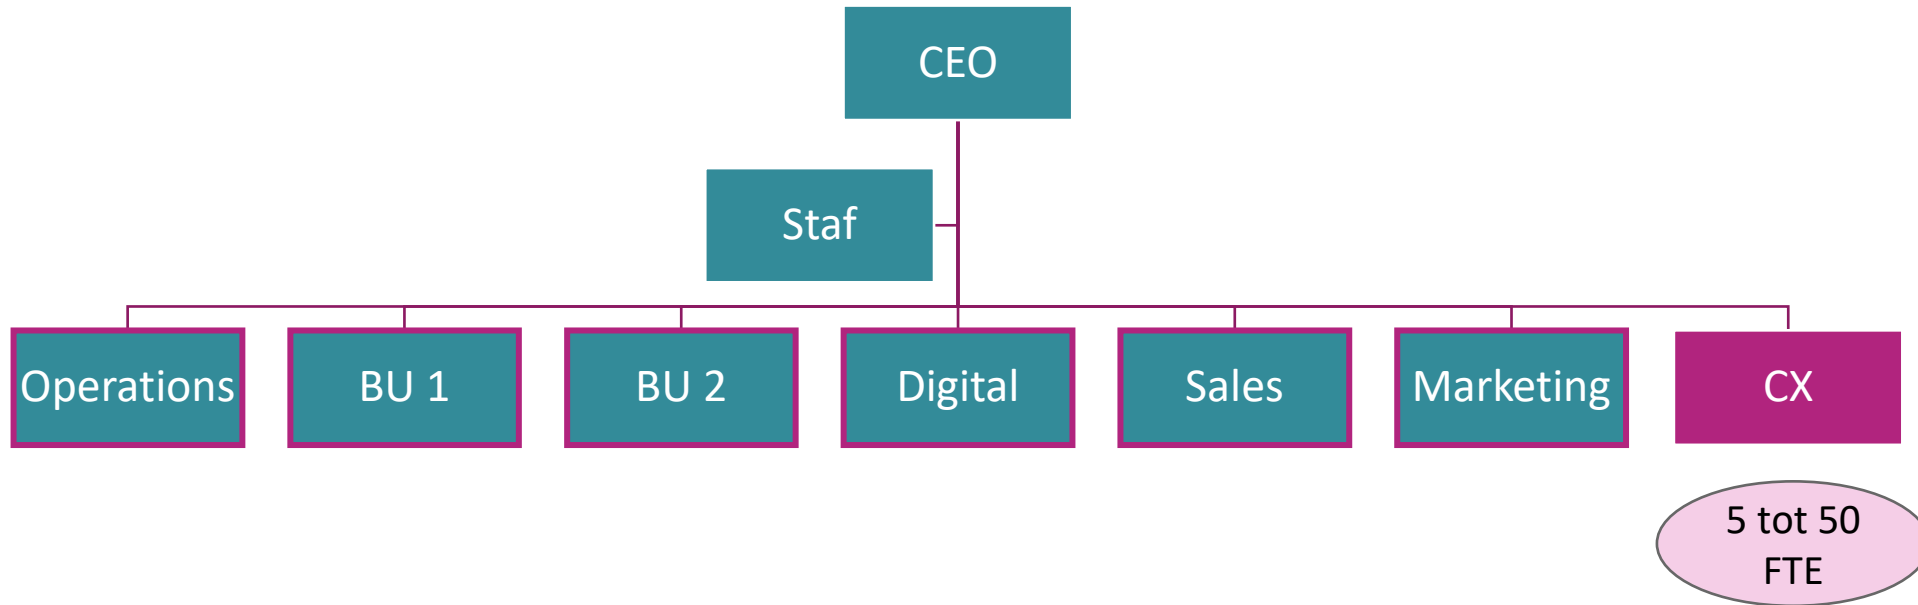 CEO
Staf
Operations
BU 1
BU 2
Digital
Sales
Marketing
CX
5 tot 50
FTE